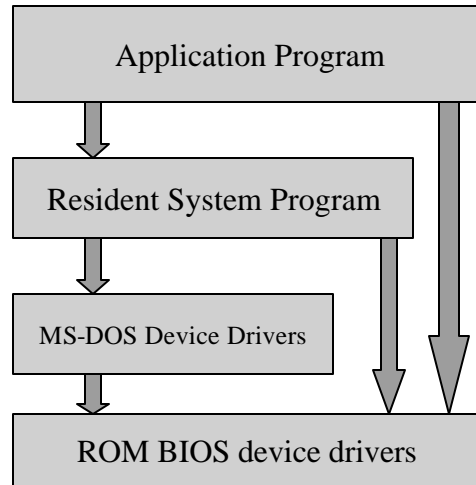 Application Program
Resident System Program
MS-DOS Device Drivers
ROM BIOS device drivers